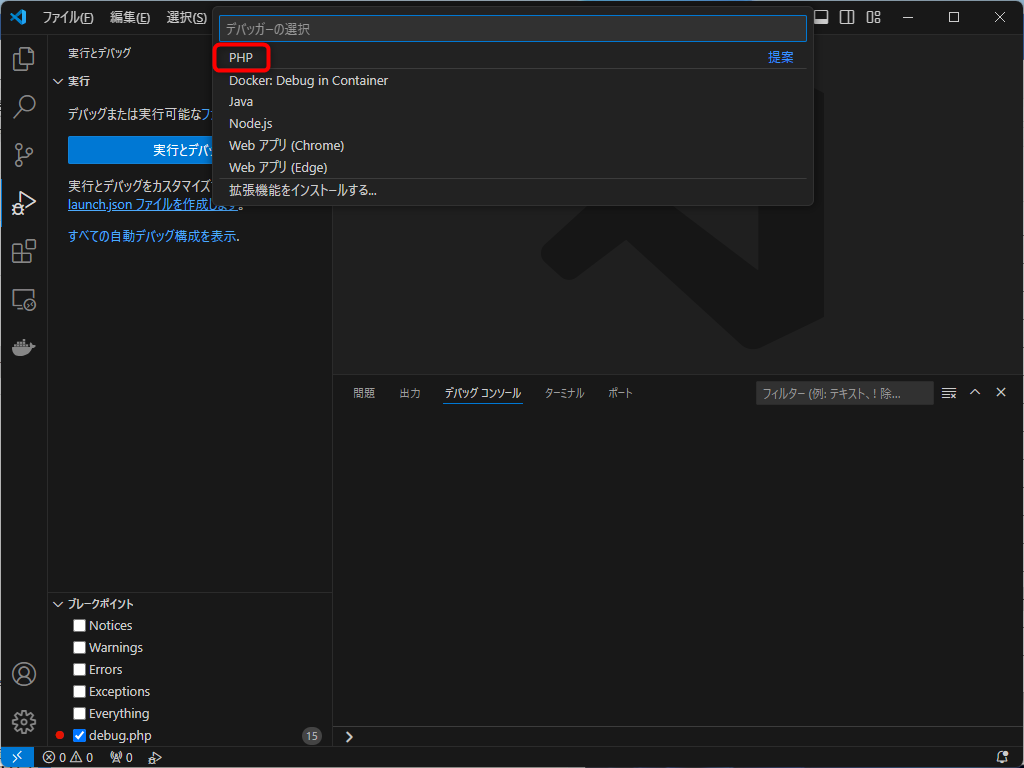 ファイル(F) 編集(E) 選択(S)
デバッガーの選択
PHP 提案
Docker: Debug in Container
Java
Node.js
Web アプリ (Chrome)
Web アプリ (Edge)
拡張機能をインストールする...
実行とデバッグ
実行
デバッグまたは実行可能な
実行とデバッ
実行とデバッグをカスタマイズ
launch.json ファイルを作成します。
すべての自動デバッグ構成を表示.
問題 出力 デバッグ コンソール ターミナル ポート フィルター (例: テキスト、!除...
ブレークポイント
Notices
Warnings
Errors
Exceptions
Everything
debug.php 15
0 0 0